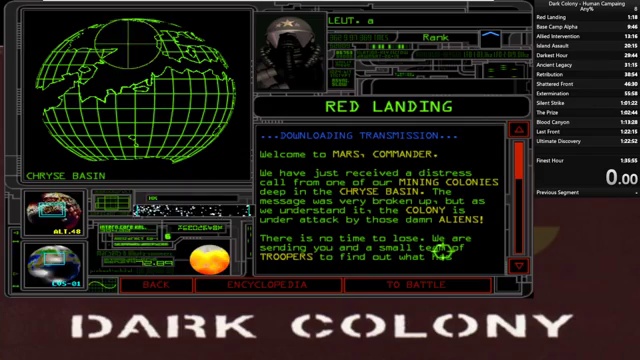 LEUT. a
Rank
RED LANDING
...DOWNLOADING TRANSMISSION...
Welcome to MARS, COMMANDER.
We have just received a distress
call from one of our MINING COLONIES
deep in the CHRYSE BASIN. The
message was very broken up, but as
we understand it, the COLONY is
under attack by those damn ALIENS!
There is no time to lose. We are
sending you and a small team of
TROOPERS to find out what
CHRYSE BASIN
ALT.48
BACK
ENCYCLOPEDIA
TO BATTLE
DARK COLONY
Dark Colony - Human Campaing
Any% 8
Red Landing 1:18
Base Camp Alpha 9:46
Allied Intervention 13:16
Island Assault 20:15
Darkest Hour 29:44
Ancient Legacy 31:15
Retribution 38:54
Shattered Front 46:30
Extermination 55:58
Silent Strike 1:01:22
The Prize 1:02:44
Blood Canyon 1:13:28
Last Front 1:22:15
Ultimate Discovery 1:22:52
Finest Hour 1:35:55
0.00
Previous Segment -